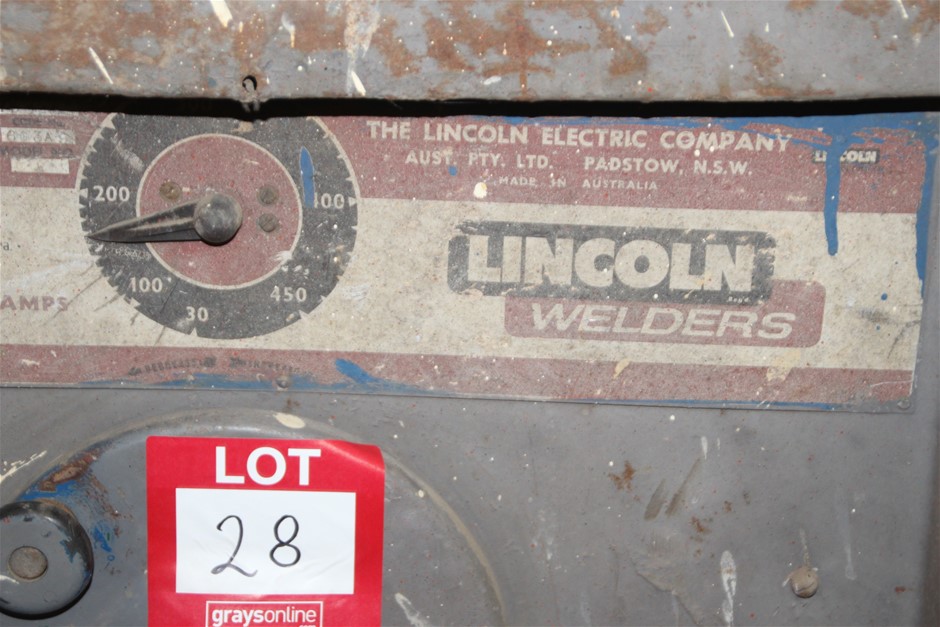 THE LINCOLN ELECTRIC COMPANY
AUST. PTY. LTD. PADSTOW, N.S.W.
MADE IN AUSTRALIA
LINCOLN
200
400
100
450
30
AMPS
LINCOLN
WELDERS
LOT
28
graysonline